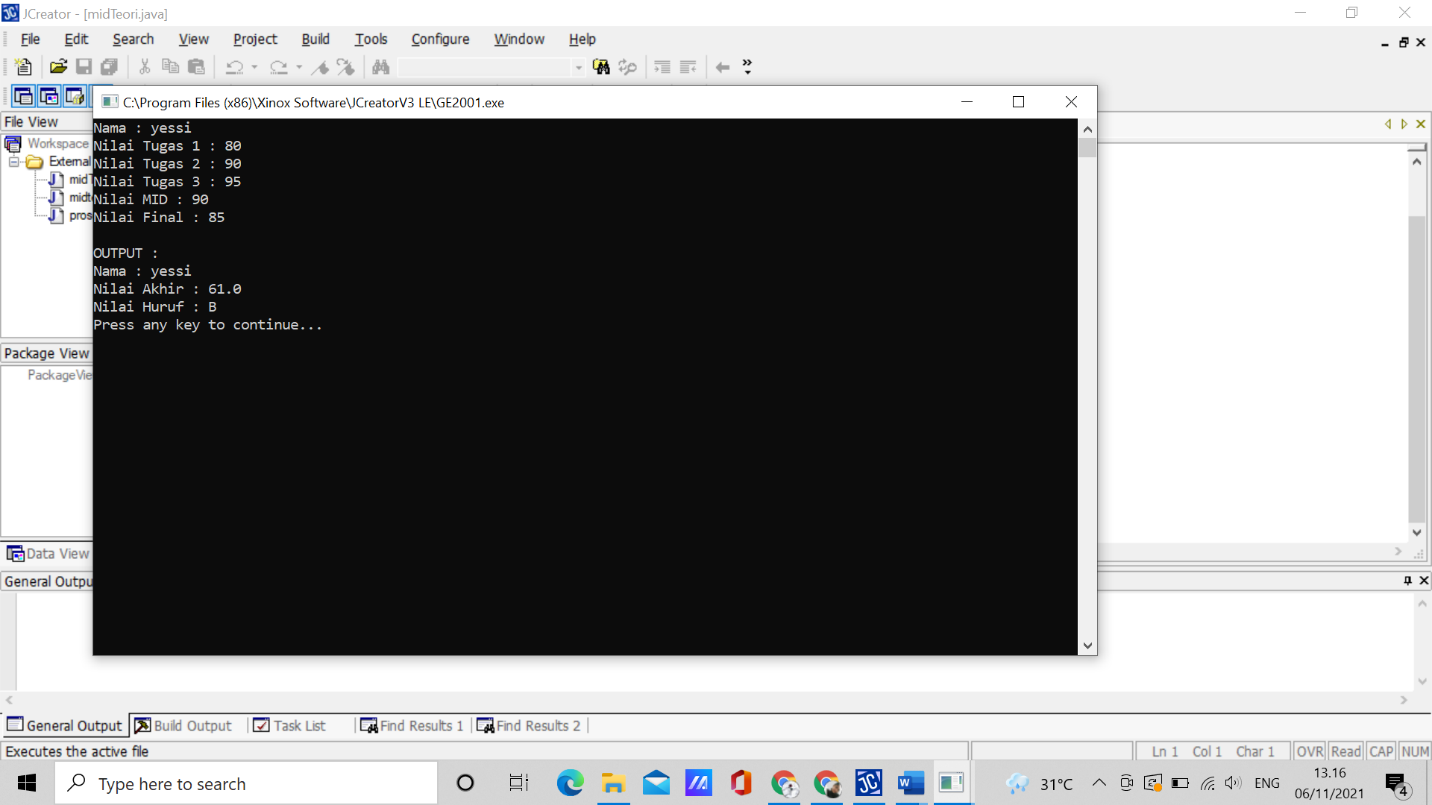 JCreator - [midTeori.java]
File Edit Search View Project Build Tools Configure Window Help
C:\Program Files (x86)\Xinox Software\JCreatorV3 LE\GE2001.exe
File View
Workspace
External
Nama : yessi
Nilai Tugas 1 : 80
Nilai Tugas 2 : 90
Nilai Tugas 3 : 95
Nilai MID : 90
Nilai Final : 85
OUTPUT :
Nama : yessi
Nilai Akhir : 61.0
Nilai Huruf : B
Press any key to continue...
Package View
PackageVie
Data View
General Outpu
General Output Build Output Task List Find Results 1 Find Results 2
Executes the active file
Ln 1 Col 1 Char 1 OVR Read CAP NUM
Type here to search
31°C
ENG
13.16
06/11/2021
4